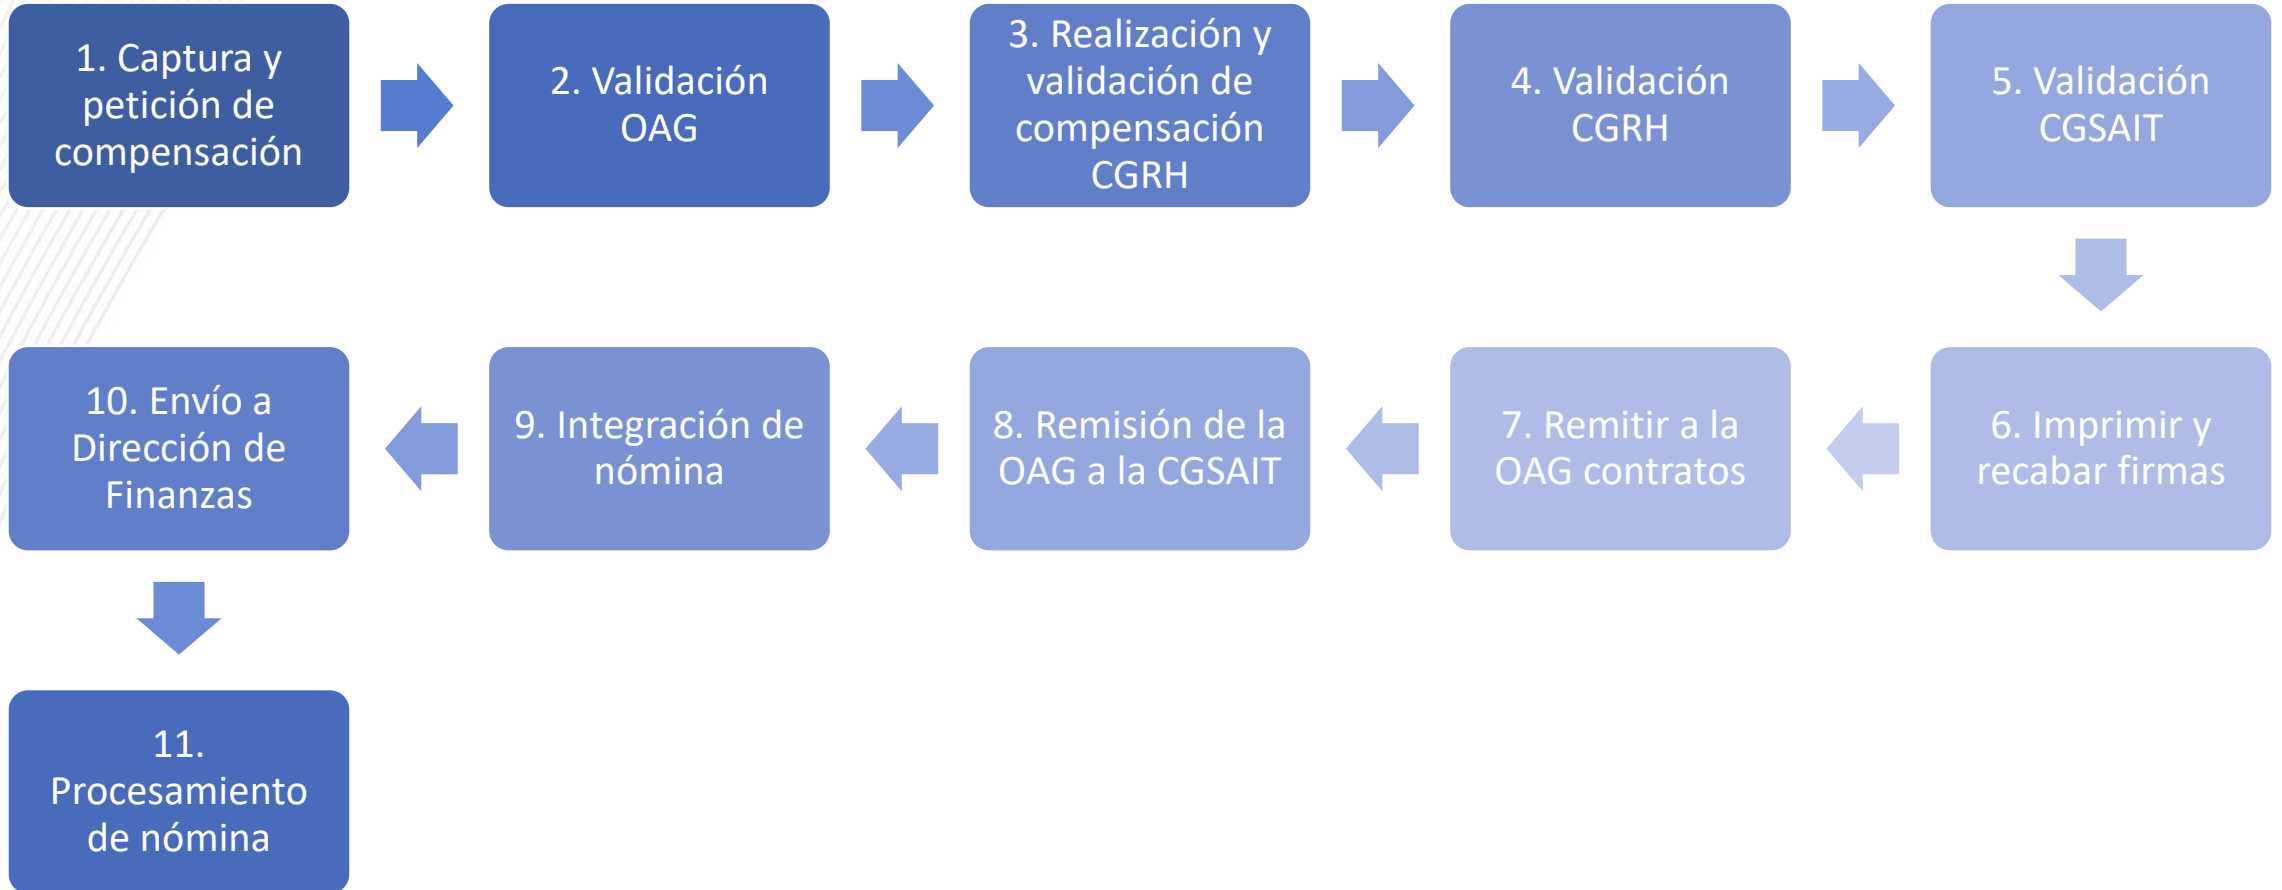 1. Captura y
petición de
compensación
2. Validación
OAG
3. Realización y
validación de
compensación
CGRH
4. Validación
CGRH
5. Validación
CGSAIT
6. Imprimir y
recabar firmas
7. Remitir a la
OAG contratos
8. Remisión de la
OAG a la CGSAIT
9. Integración de
nómina
10. Envío a
Dirección de
Finanzas
11.
Procesamiento
de nómina